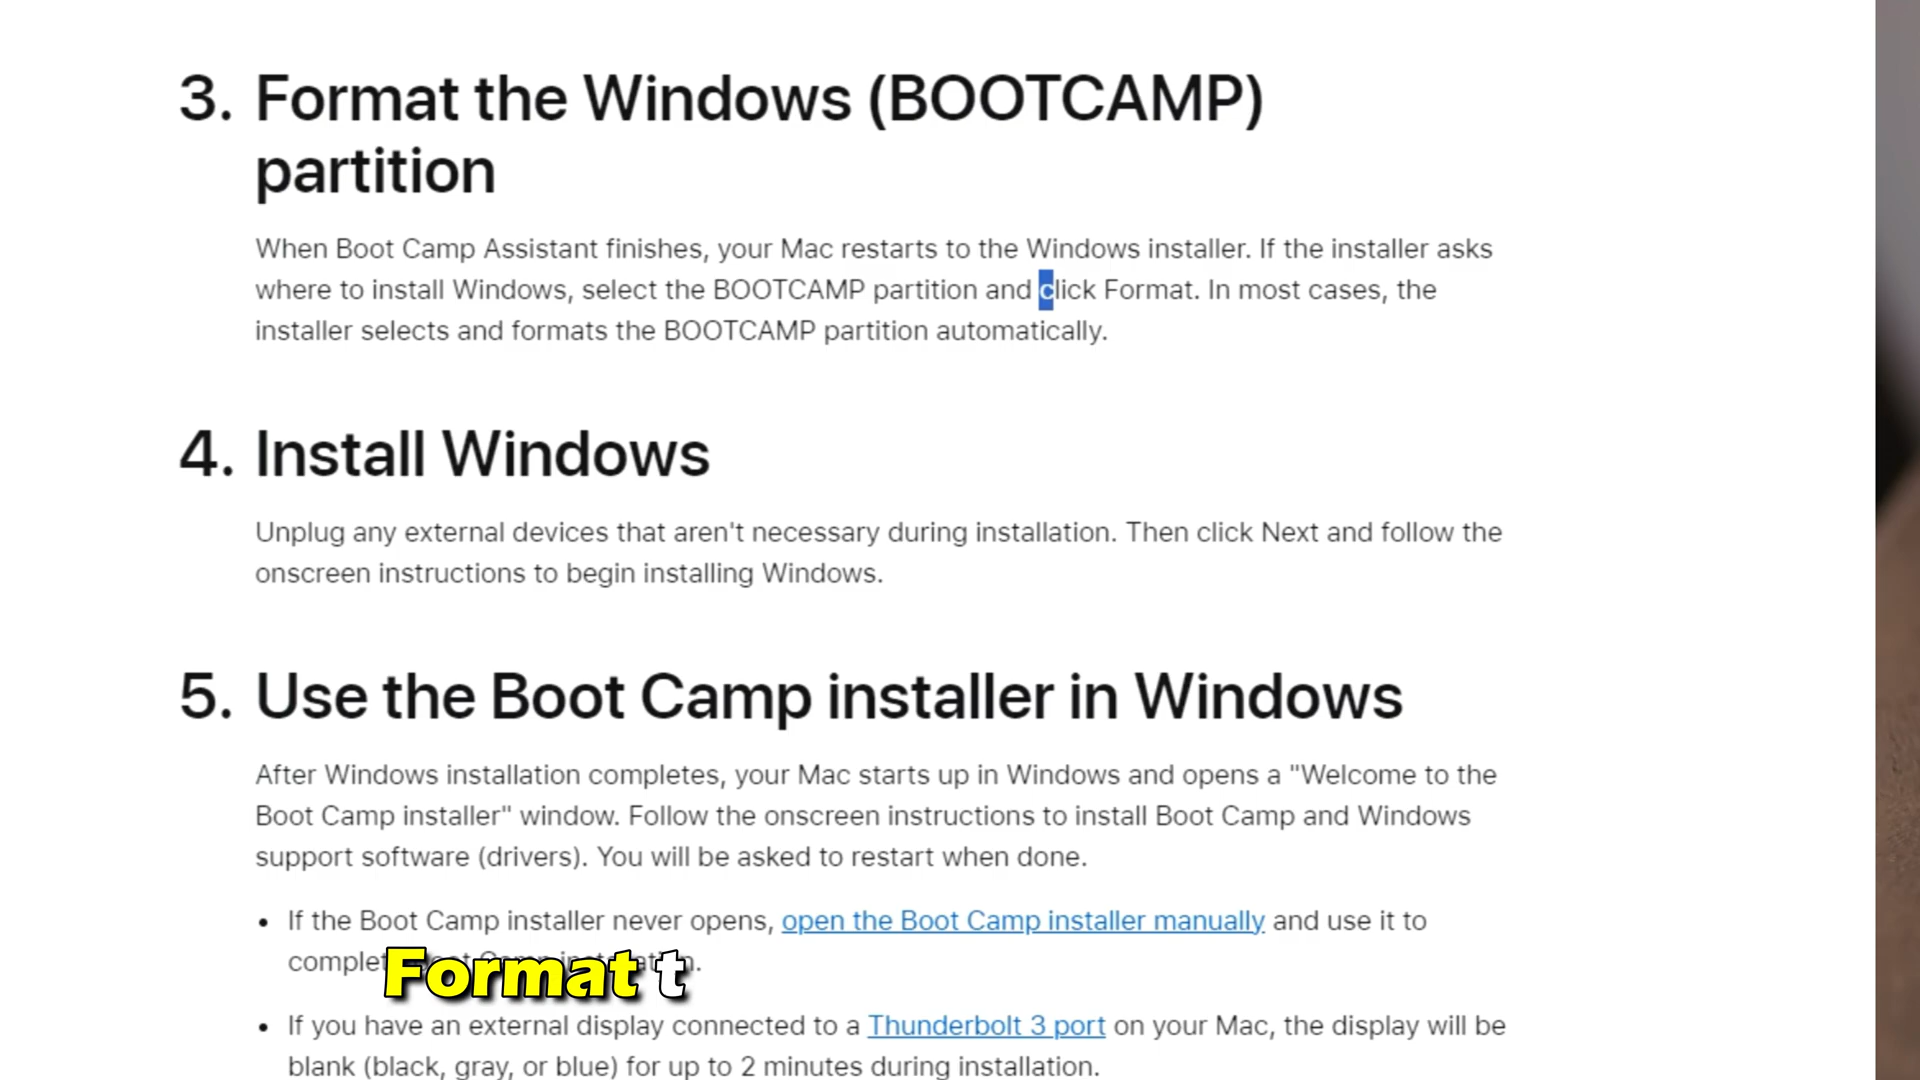 3. Format the Windows (BOOTCAMP)
partition
When Boot Camp Assistant finishes, your Mac restarts to the Windows installer. If the installer asks
where to install Windows, select the BOOTCAMP partition and click Format. In most cases, the
installer selects and formats the BOOTCAMP partition automatically.
4. Install Windows
Unplug any external devices that aren't necessary during installation. Then click Next and follow the
onscreen instructions to begin installing Windows.
5. Use the Boot Camp installer in Windows
After Windows installation completes, your Mac starts up in Windows and opens a "Welcome to the
Boot Camp installer" window. Follow the onscreen instructions to install Boot Camp and Windows
support software (drivers). You will be asked to restart when done.
• If the Boot Camp installer never opens, open the Boot Camp installer manually and use it to
Format t
• If you have an external display connected to a Thunderbolt 3 port on your Mac, the display will be
blank (black, gray, or blue) for up to 2 minutes during installation.